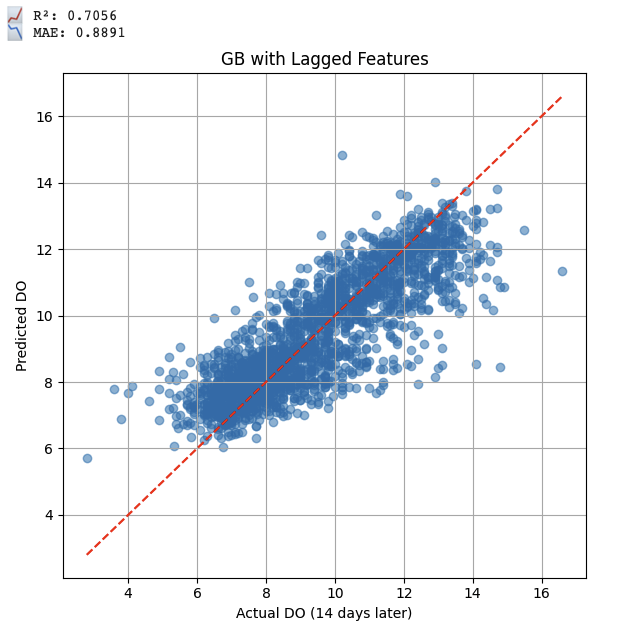 R²: 0.7056
MAE: 0.8891
GB with Lagged Features
16
14
12
10
8
6
4
Predicted DO
4 6 8 10 12 14 16
Actual DO (14 days later)